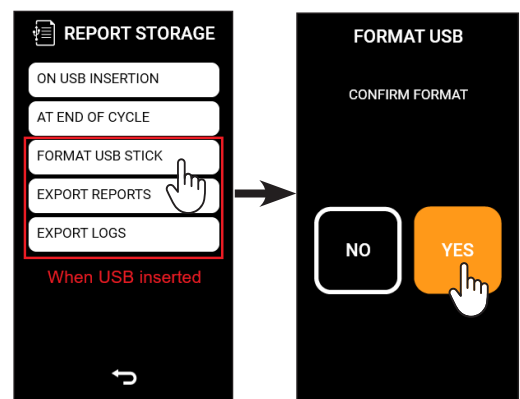 REPORT STORAGE
ON USB INSERTION
AT END OF CYCLE
FORMAT USB STICK
EXPORT REPORTS
EXPORT LOGS
When USB inserted
FORMAT USB
CONFIRM FORMAT
NO
YES